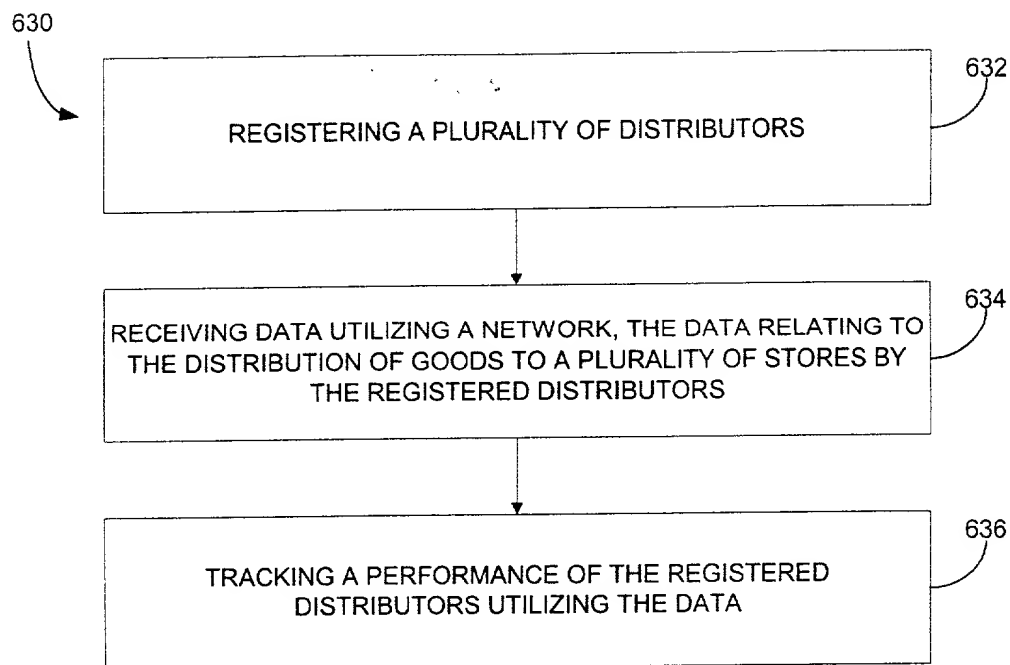 630
632
REGISTERING A PLURALITY OF DISTRIBUTORS
634
RECEIVING DATA UTILIZING A NETWORK, THE DATA RELATING TO
THE DISTRIBUTION OF GOODS TO A PLURALITY OF STORES BY
THE REGISTERED DISTRIBUTORS
636
TRACKING A PERFORMANCE OF THE REGISTERED
DISTRIBUTORS UTILIZING THE DATA